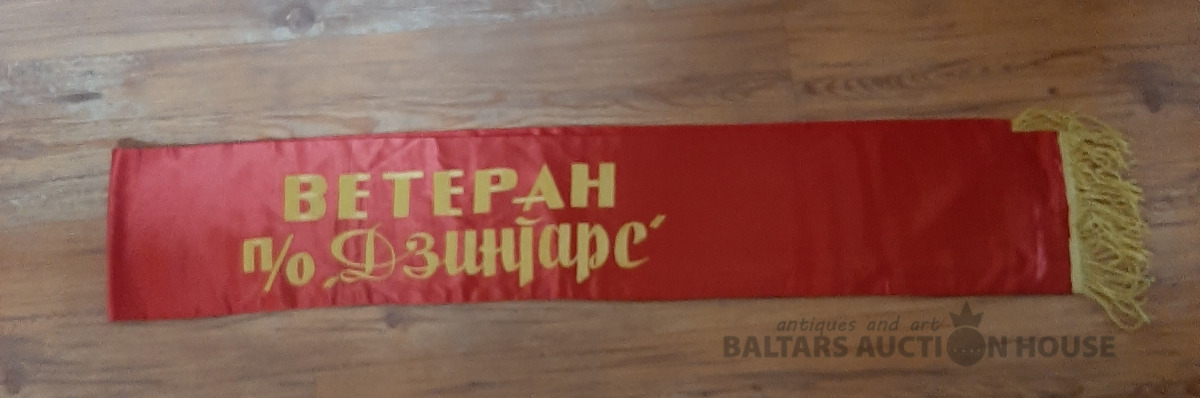 ВЕТЕРАН
п/о „Дзинтарс“
antiques and art
BALTARS AUCTION HOUSE